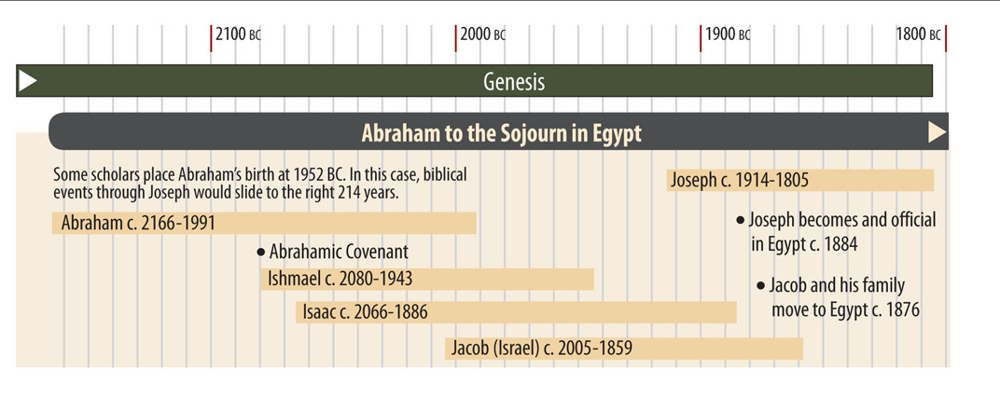 2100 BC
2000 BC
1900 BC
1800 BC
Genesis
Abraham to the Sojourn in Egypt
Some scholars place Abraham's birth at 1952 BC. In this case, biblical
events through Joseph would slide to the right 214 years.
Joseph c. 1914-1805
Abraham c. 2166-1991
• Joseph becomes and official
in Egypt c. 1884
• Abrahamic Covenant
Ishmael c. 2080-1943
• Jacob and his family
move to Egypt c. 1876
Isaac c. 2066-1886
Jacob (Israel) c. 2005-1859